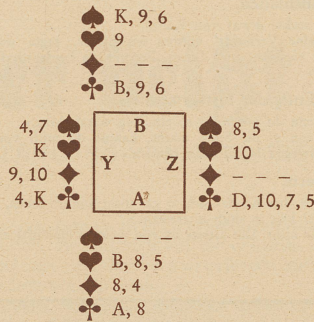 ♠ K, 9, 6
♥ 9
♦ – – –
♣ B, 9, 6
4, 7 ♠
K ♥
9, 10 ♦
4, K ♣
B
Y Z
A
♠ 8, 5
♥ 10
♦ – – –
♣ D, 10, 7, 5
♠ – – –
♥ B, 8, 5
♦ 8, 4
♣ A, 8